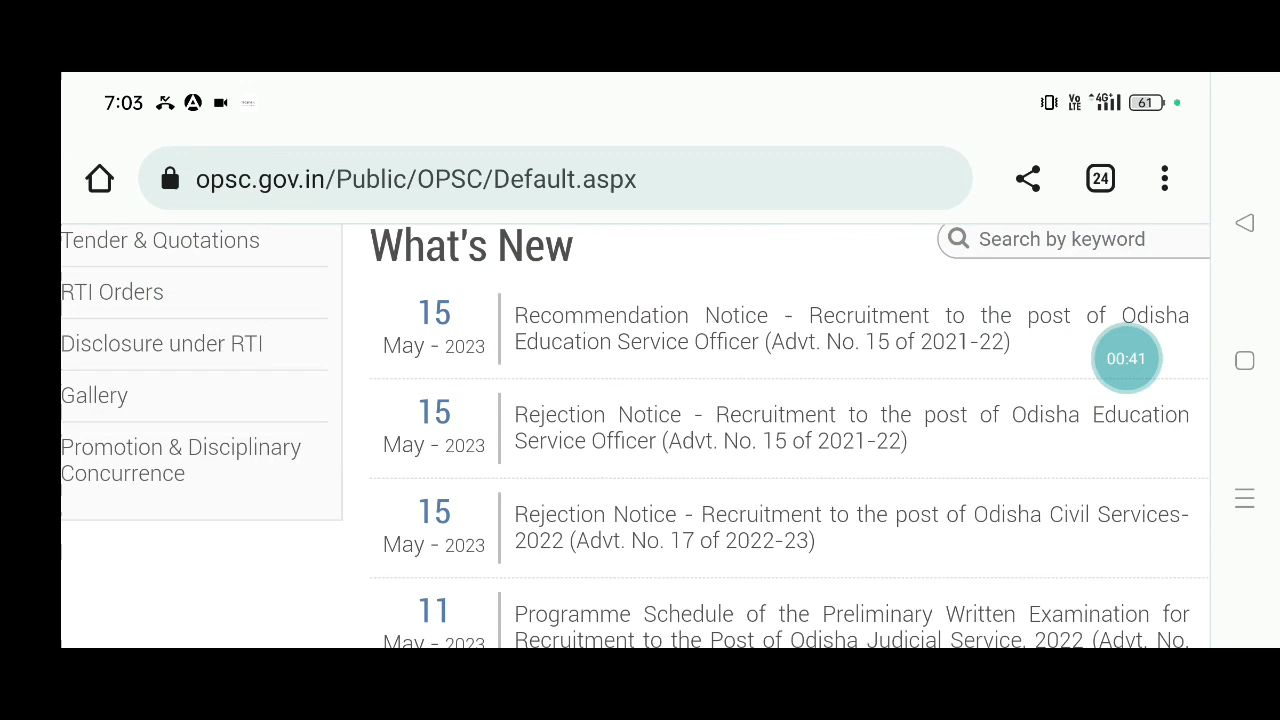 7:03
Vo
LTE
4G+
61
opsc.gov.in/Public/OPSC/Default.aspx
24
Tender & Quotations
RTI Orders
Disclosure under RTI
Gallery
Promotion & Disciplinary
Concurrence
What's New
Search by keyword
15
May - 2023
Recommendation Notice - Recruitment to the post of Odisha
Education Service Officer (Advt. No. 15 of 2021-22)
00:41
15
May - 2023
Rejection Notice - Recruitment to the post of Odisha Education
Service Officer (Advt. No. 15 of 2021-22)
15
May - 2023
Rejection Notice - Recruitment to the post of Odisha Civil Services-
2022 (Advt. No. 17 of 2022-23)
11
May - 2023
Programme Schedule of the Preliminary Written Examination for
Recruitment to the Post of Odisha Judicial Service, 2022 (Advt. No.